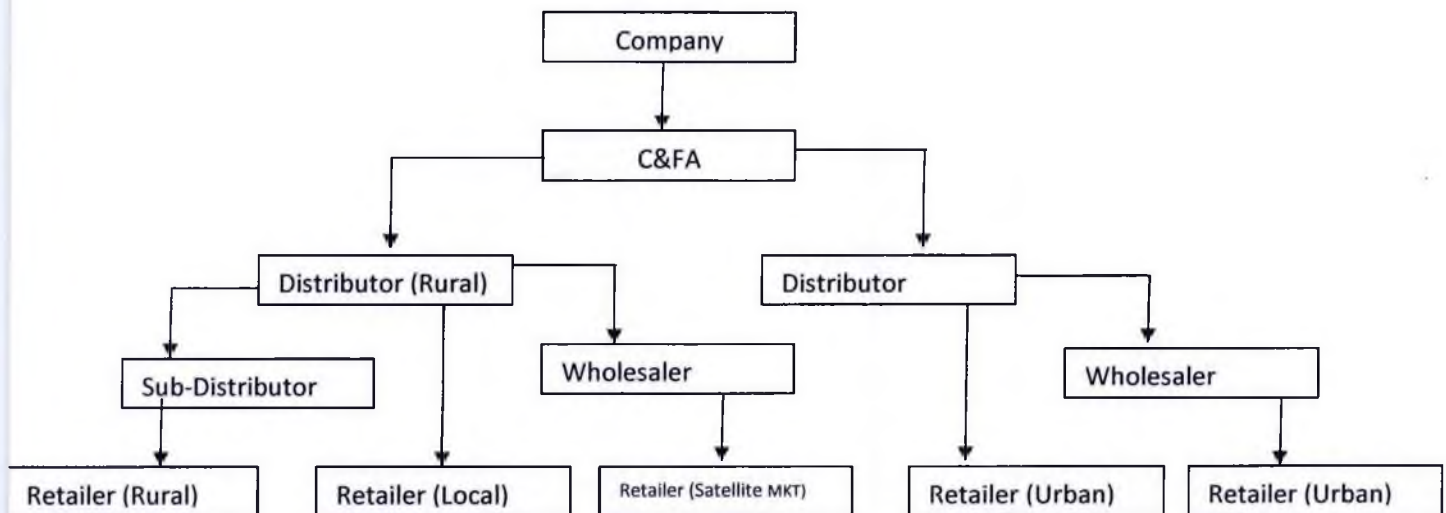 Company
C&FA
Distributor (Rural)
Distributor
Sub-Distributor
Wholesaler
Wholesaler
Retailer (Rural)
Retailer (Local)
Retailer (Satellite MKT)
Retailer (Urban)
Retailer (Urban)